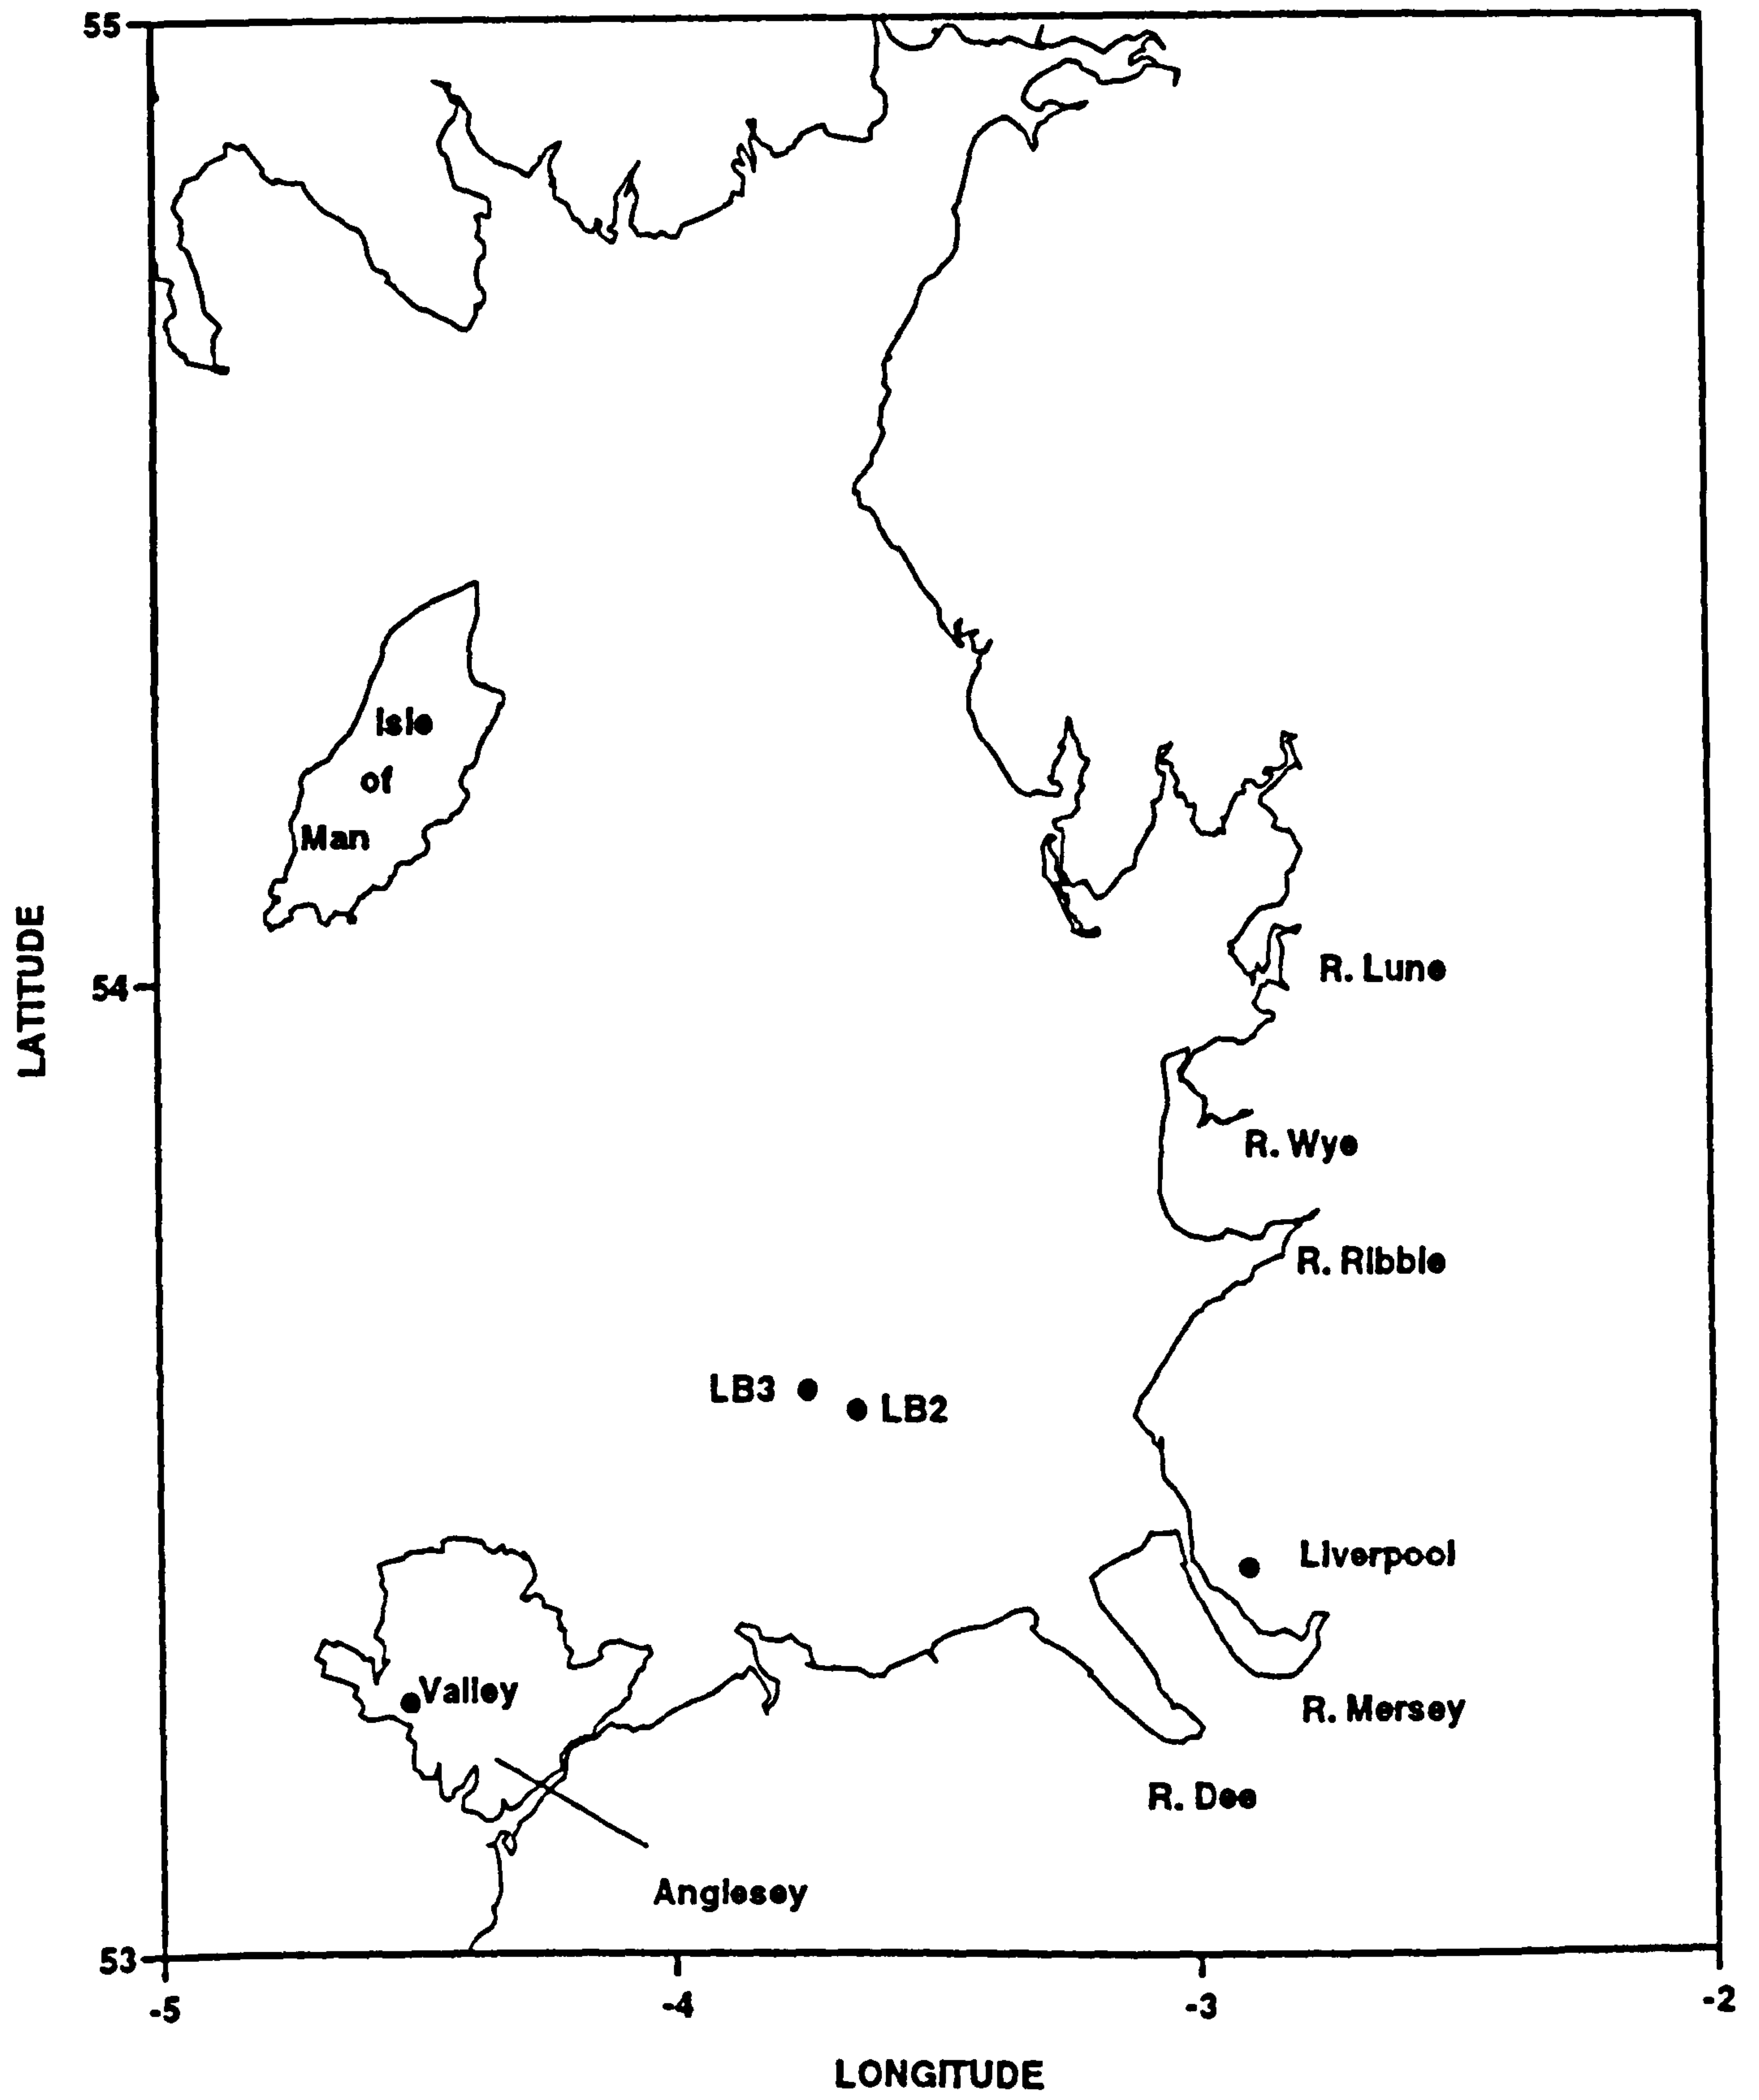 55
Isle
of
Man
LATITUDE
54
R. Lune
R. Wye
R. Ribble
LB3
LB2
Liverpool
Valley
R. Mersey
R. Dee
Anglesey
53
-5
-4
-3
-2
LONGITUDE